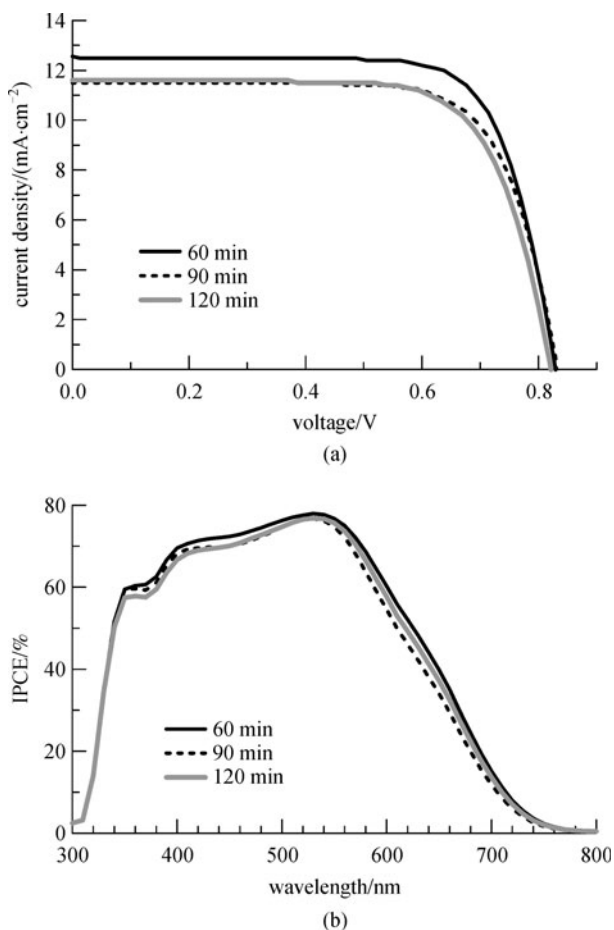 14
12
10
8
6
4
2
0
current density/(mA·cm⁻²)
60 min
90 min
120 min
0.0 0.2 0.4 0.6 0.8
voltage/V
(a)
80
60
40
20
0
IPCE/%
60 min
90 min
120 min
300 400 500 600 700 800
wavelength/nm
(b)